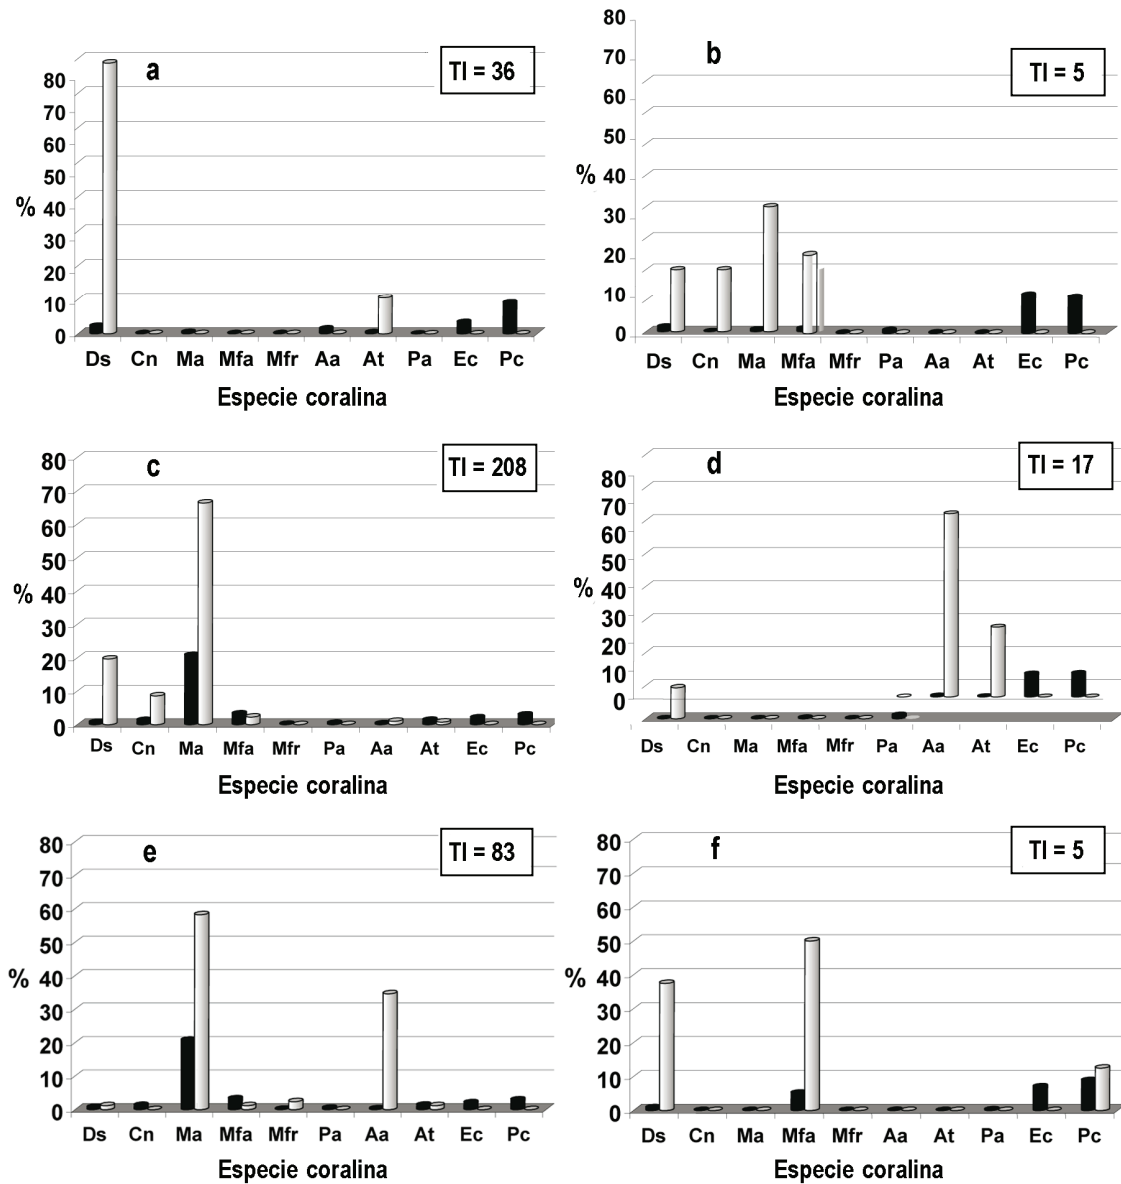 a
TI = 36
80
70
60
50
% 40
30
20
10
0
Ds Cn Ma Mfa Mfr Aa At Pa Ec Pc
Especie coralina
b
TI = 5
80
70
60
50
% 40
30
20
10
0
Ds Cn Ma Mfa Mfr Pa Aa At Ec Pc
Especie coralina
c
TI = 208
80
70
60
50
% 40
30
20
10
0
Ds Cn Ma Mfa Mfr Pa Aa At Ec Pc
Especie coralina
d
TI = 17
80
70
60
50
% 40
30
20
10
0
Ds Cn Ma Mfa Mfr Pa Aa At Ec Pc
Especie coralina
e
TI = 83
80
70
60
50
% 40
30
20
10
0
Ds Cn Ma Mfa Mfr Pa Aa At Ec Pc
Especie coralina
f
TI = 5
80
70
60
50
% 40
30
20
10
0
Ds Cn Ma Mfa Mfr Aa At Pa Ec Pc
Especie coralina